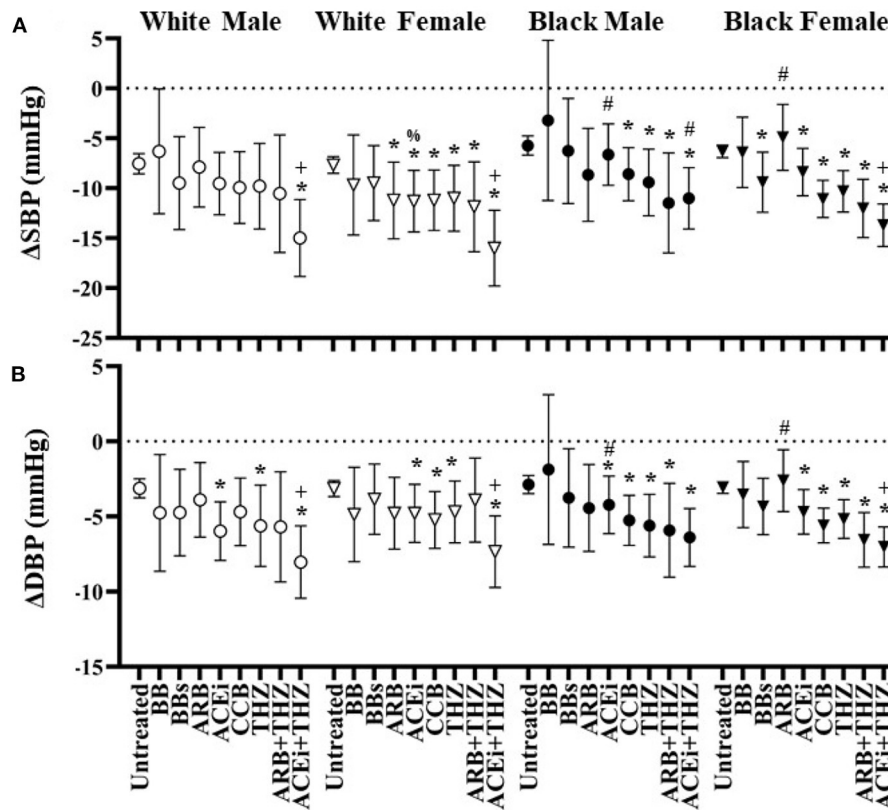 A
White Male White Female Black Male Black Female
ΔSBP (mmHg)
5
0
-5
-10
-15
-20
-25
+
*
*
%
*
*
*
*
+
*
#
*
*
*
#
*
*
#
*
*
*
*
+
*
B
ΔDBP (mmHg)
5
0
-5
-10
-15
*
*
+
*
*
*
*
+
*
#
*
*
*
*
*
#
*
*
*
*
+
*
Untreated
BB
BBs
ARB
ACEi
CCB
THZ
ARB+THZ
ACEi+THZ
Untreated
BB
BBs
ARB
ACEi
CCB
THZ
ARB+THZ
ACEi+THZ
Untreated
BB
BBs
ARB
ACEi
CCB
THZ
ARB+THZ
ACEi+THZ
Untreated
BB
BBs
ARB
ACEi
CCB
THZ
ARB+THZ
ACEi+THZ